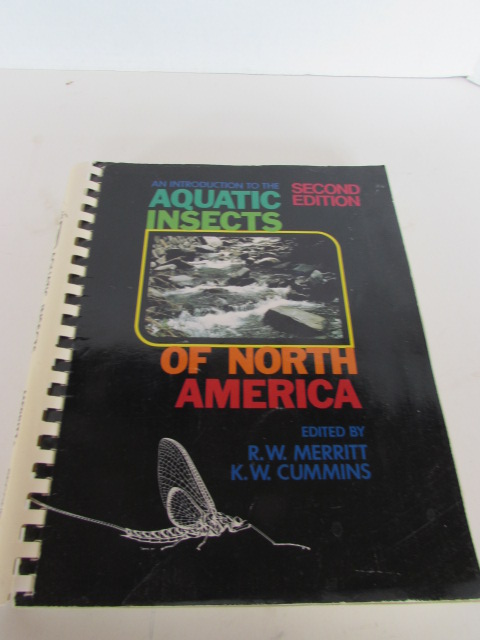 AN INTRODUCTION TO THE
AQUATIC
INSECTS
SECOND
EDITION
OF NORTH
AMERICA
EDITED BY
R.W. MERRITT
K.W. CUMMINS